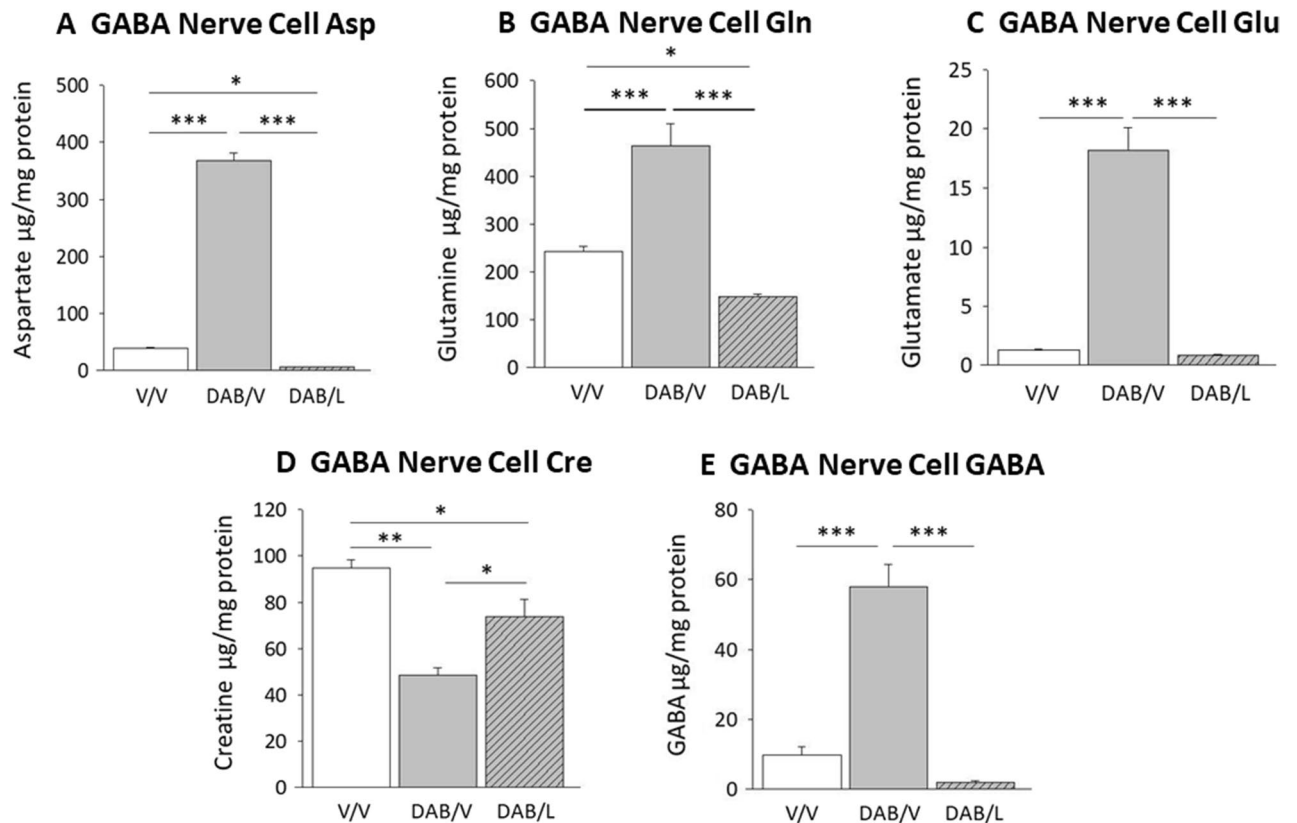 A GABA Nerve Cell Asp
Aspartate µg/mg protein
500
400
300
200
100
0
*
***
***
V/V
DAB/V
DAB/L
B GABA Nerve Cell Gln
Glutamine µg/mg protein
600
500
400
300
200
100
0
*
***
***
V/V
DAB/V
DAB/L
C GABA Nerve Cell Glu
Glutamate µg/mg protein
25
20
15
10
5
0
***
***
V/V
DAB/V
DAB/L
D GABA Nerve Cell Cre
Creatine µg/mg protein
120
100
80
60
40
20
0
*
**
*
V/V
DAB/V
DAB/L
E GABA Nerve Cell GABA
GABA µg/mg protein
80
60
40
20
0
***
***
V/V
DAB/V
DAB/L